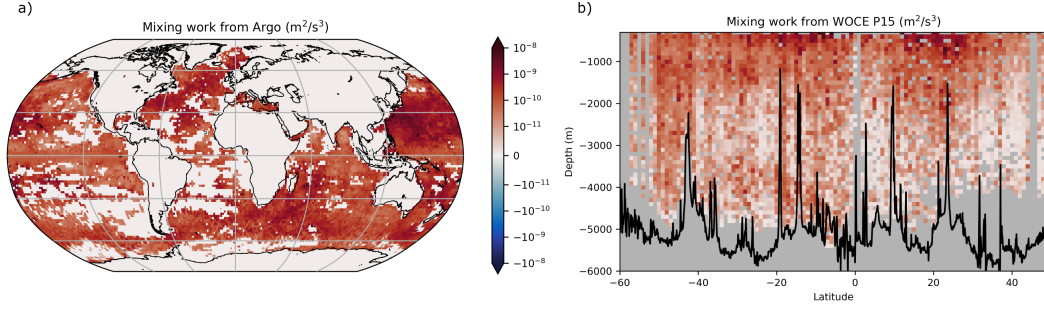 a)
Mixing work from Argo (m²/s³)
10⁻⁸
10⁻⁹
10⁻¹⁰
10⁻¹¹
0
−10⁻¹¹
−10⁻¹⁰
−10⁻⁹
−10⁻⁸
b)
Mixing work from WOCE P15 (m²/s³)
Depth (m)
−1000
−2000
−3000
−4000
−5000
−6000
−60 −40 −20 0 20 40
Latitude